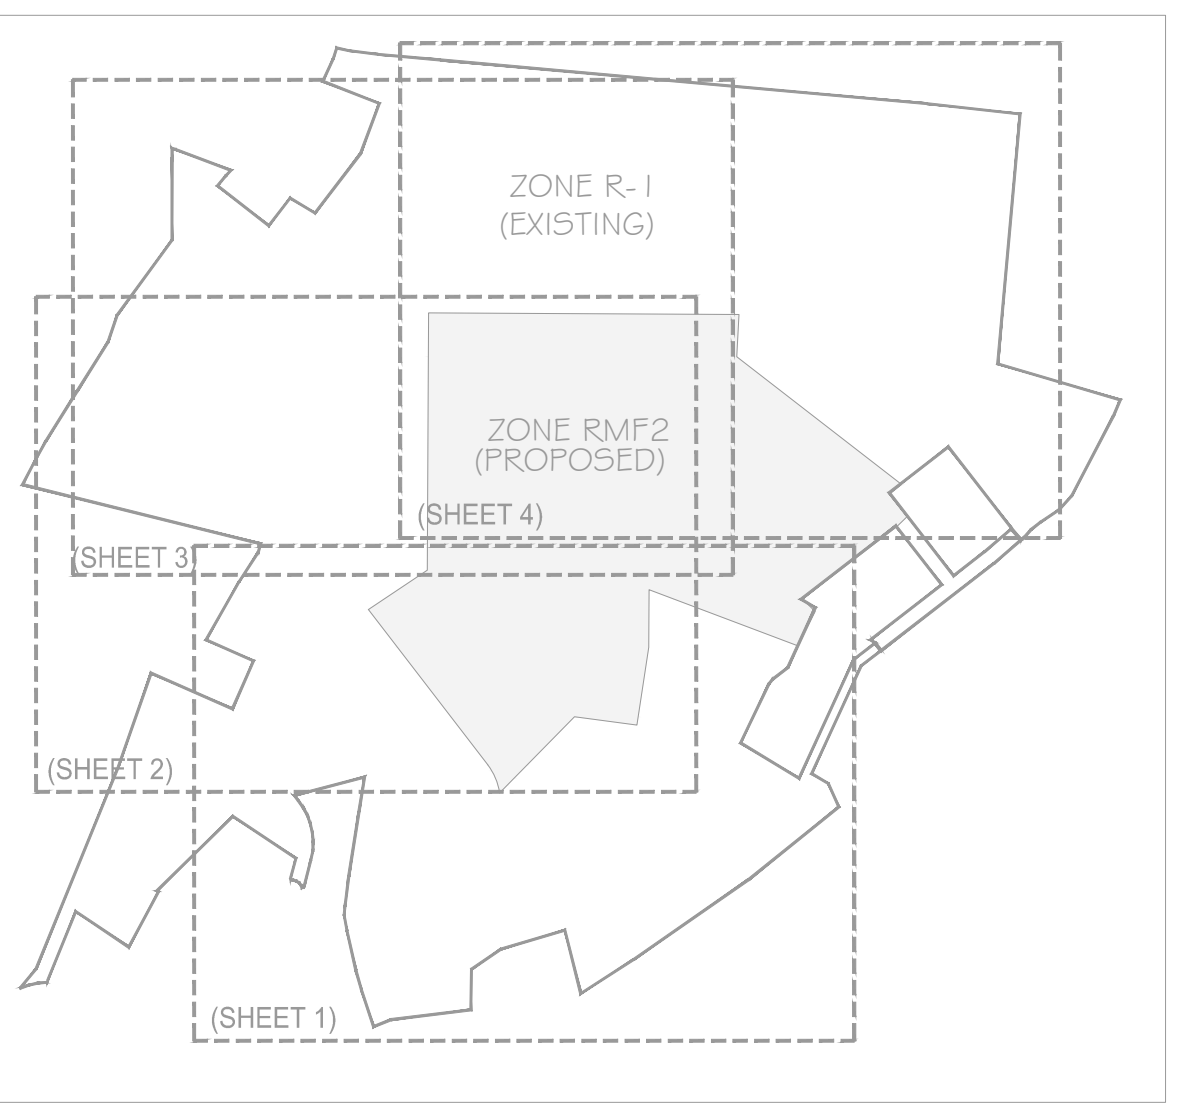 ZONE R-1
(EXISTING)
ZONE RMF2
(PROPOSED)
(SHEET 4)
(SHEET 3)
(SHEET 2)
(SHEET 1)